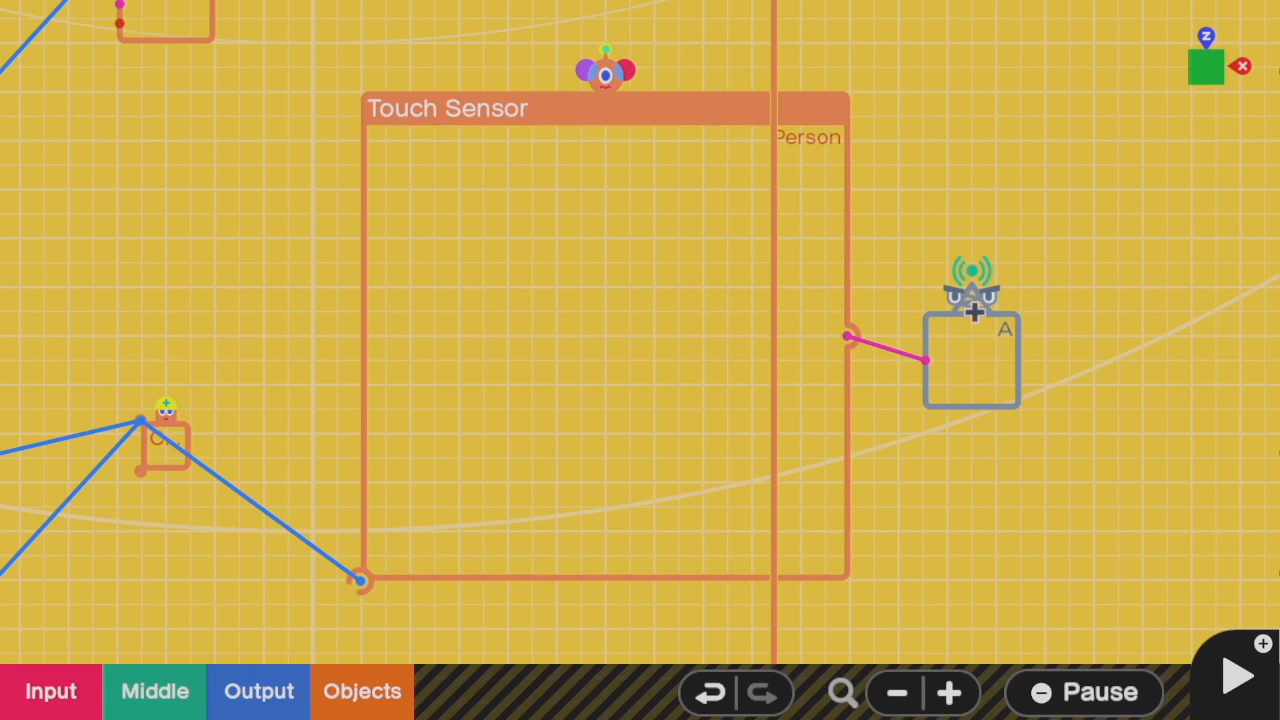 Z
X
Touch Sensor
Person
A
Input
Middle
Output
Objects
Pause